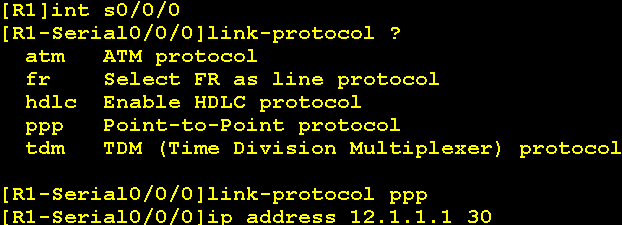 [R1]int s0/0/0
[R1-Serial0/0/0]link-protocol ?
  atm   ATM protocol
  fr    Select FR as line protocol
  hdlc  Enable HDLC protocol
  ppp   Point-to-Point protocol
  tdm   TDM (Time Division Multiplexer) protocol
[R1-Serial0/0/0]link-protocol ppp
[R1-Serial0/0/0]ip address 12.1.1.1 30